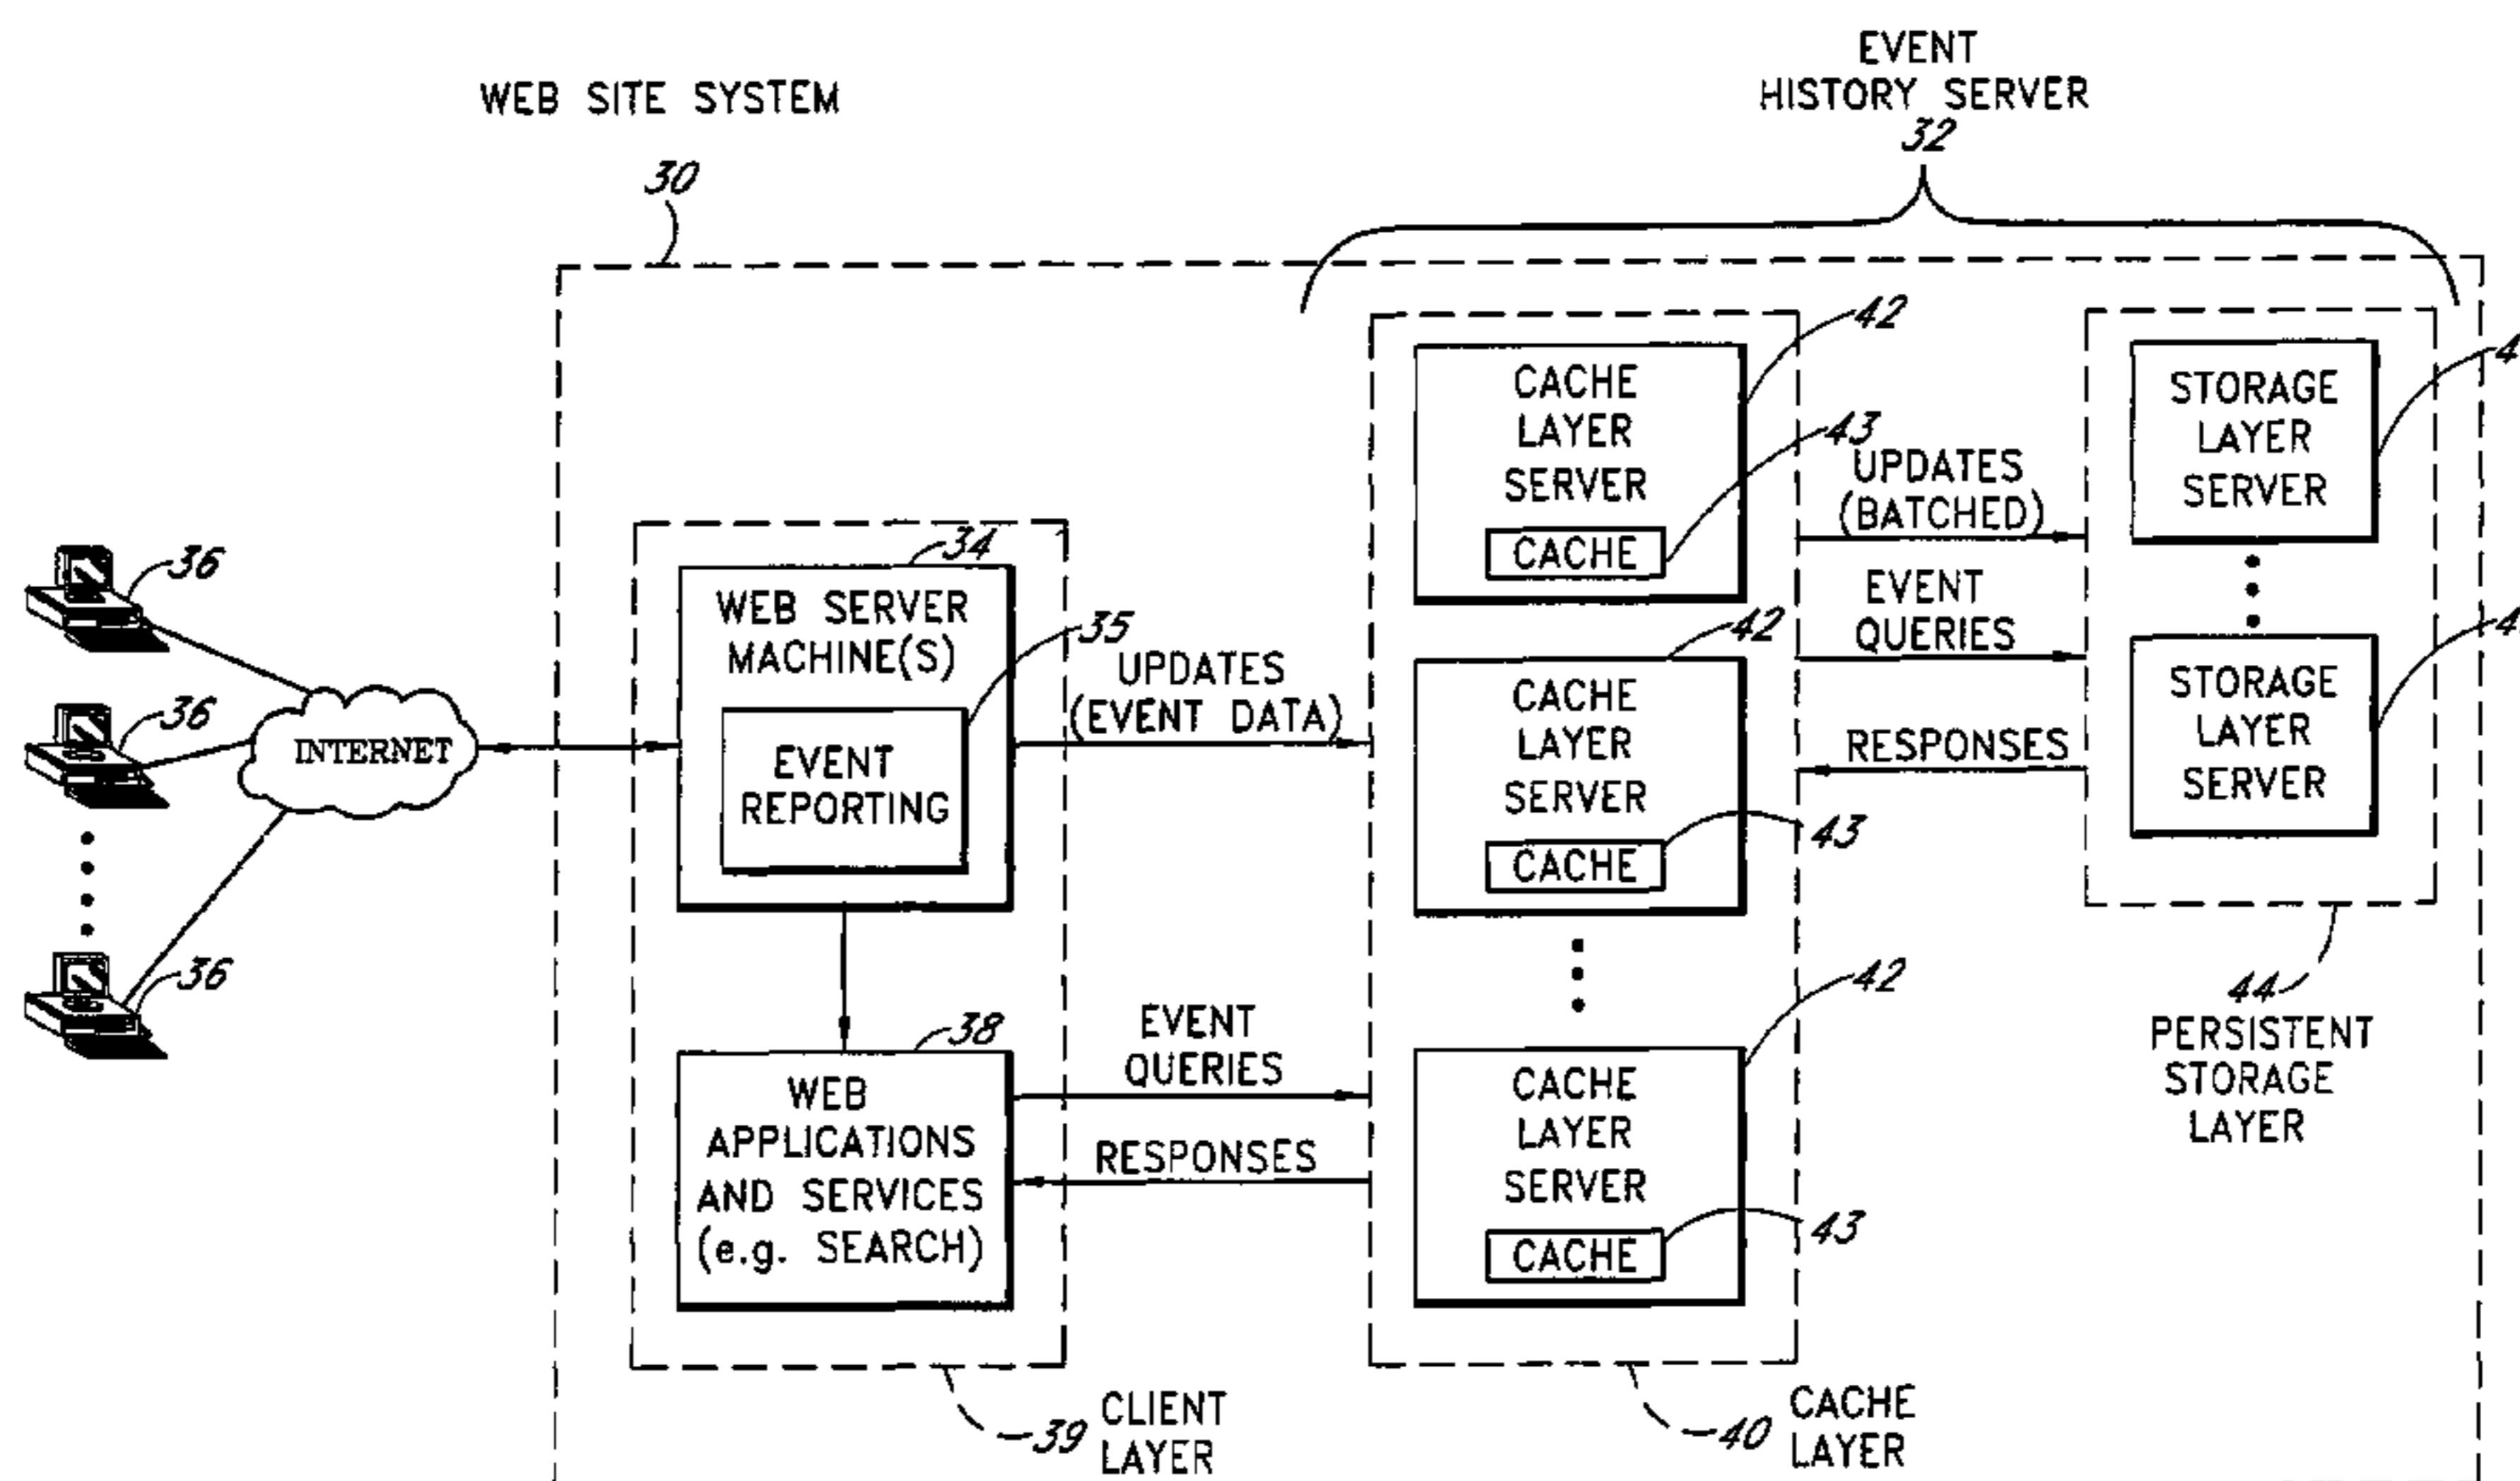 WEB SITE SYSTEM
30
EVENT
HISTORY SERVER
32
36
36
36
INTERNET
34
WEB SERVER
MACHINE(S)
35
EVENT
REPORTING
38
WEB
APPLICATIONS
AND SERVICES
(e.g. SEARCH)
39
CLIENT
LAYER
UPDATES
(EVENT DATA)
EVENT
QUERIES
RESPONSES
42
CACHE
LAYER
SERVER
43
CACHE
42
CACHE
LAYER
SERVER
43
CACHE
42
CACHE
LAYER
SERVER
43
CACHE
40
CACHE
LAYER
UPDATES
(BATCHED)
EVENT
QUERIES
RESPONSES
STORAGE
LAYER
SERVER
STORAGE
LAYER
SERVER
44
PERSISTENT
STORAGE
LAYER